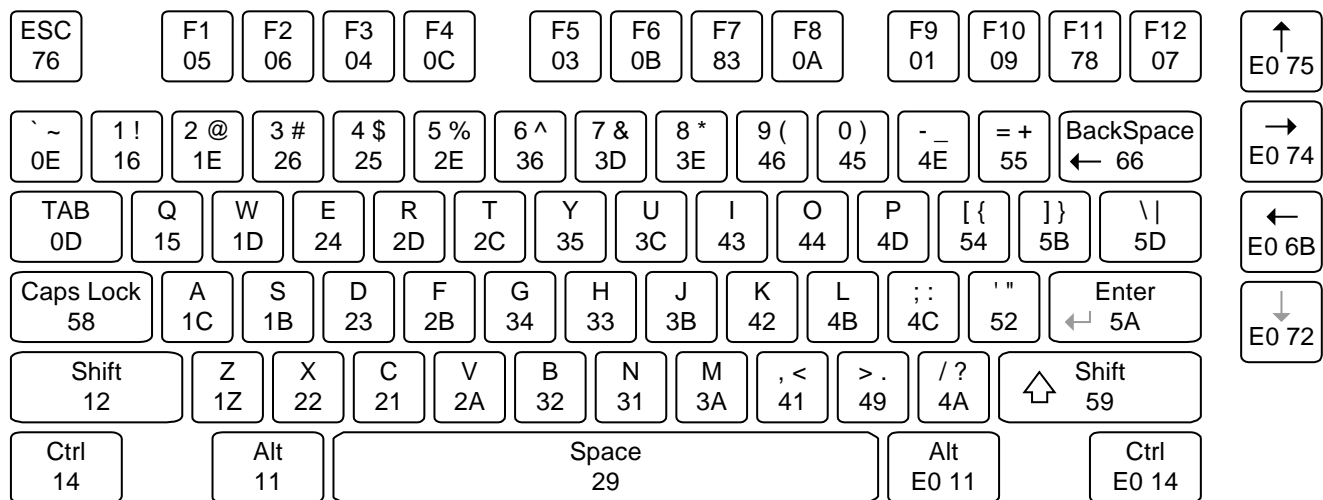 ESC F1 F2 F3 F4 F5 F6 F7 F8 F9 F10 F11 F12 ↑
76 05 06 04 0C 03 0B 83 0A 01 09 78 07 E0 75
` ~ 1 ! 2 @ 3 # 4 $ 5 % 6 ^ 7 & 8 * 9 ( 0 ) - _ = + BackSpace →
0E 16 1E 26 25 2E 36 3D 3E 46 45 4E 55 ← 66 E0 74
TAB Q W E R T Y U I O P [ { ] } \ | ←
0D 15 1D 24 2D 2C 35 3C 43 44 4D 54 5B 5D E0 6B
Caps Lock A S D F G H J K L ; : ' " Enter ↓
58 1C 1B 23 2B 34 33 3B 42 4B 4C 52 ↵ 5A E0 72
Shift Z X C V B N M , < > . / ? ⇧ Shift
12 1Z 22 21 2A 32 31 3A 41 49 4A 59
Ctrl Alt Space Alt Ctrl
14 11 29 E0 11 E0 14